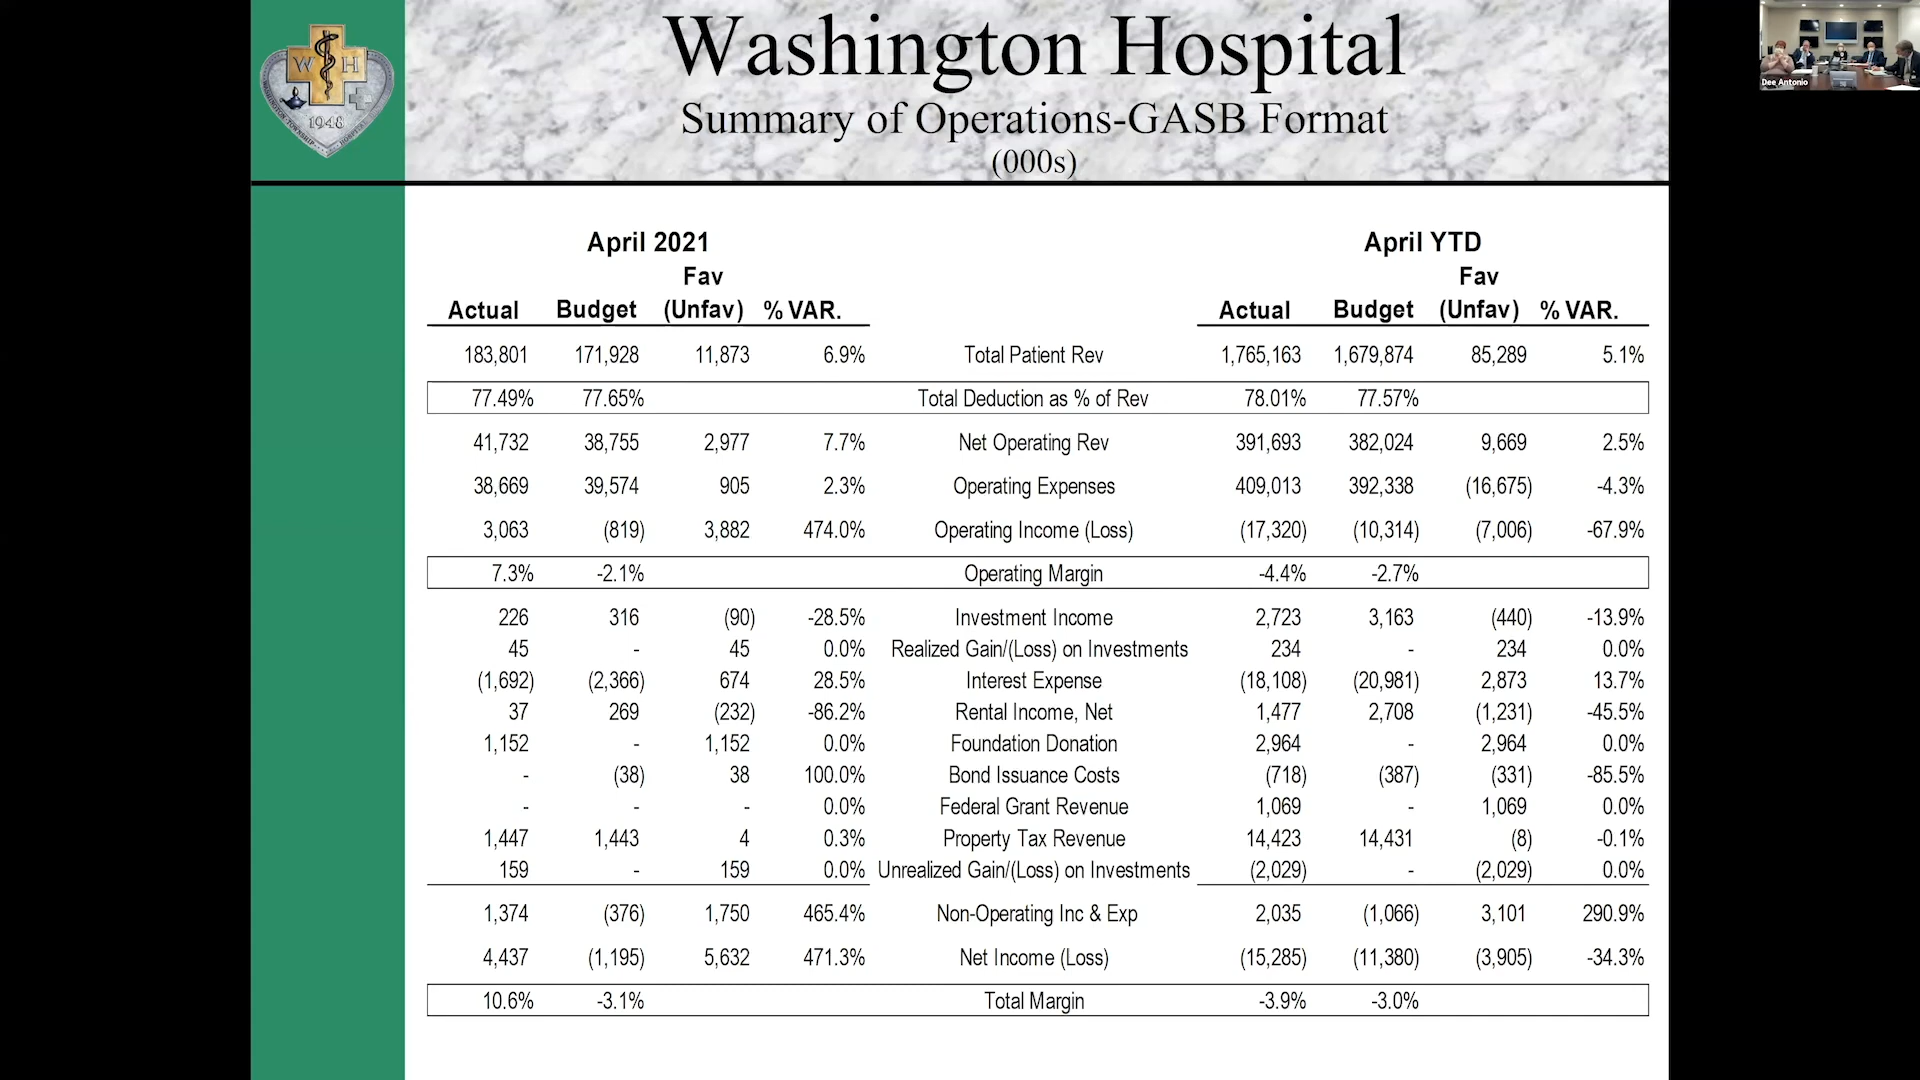 Washington Hospital
Summary of Operations-GASB Format
(000s)
W H
1948
Dee Antonio
April 2021 April YTD
Fav Fav
Actual Budget (Unfav) % VAR. Actual Budget (Unfav) % VAR.
183,801 171,928 11,873 6.9% Total Patient Rev 1,765,163 1,679,874 85,289 5.1%
77.49% 77.65% Total Deduction as % of Rev 78.01% 77.57%
41,732 38,755 2,977 7.7% Net Operating Rev 391,693 382,024 9,669 2.5%
38,669 39,574 905 2.3% Operating Expenses 409,013 392,338 (16,675) -4.3%
3,063 (819) 3,882 474.0% Operating Income (Loss) (17,320) (10,314) (7,006) -67.9%
7.3% -2.1% Operating Margin -4.4% -2.7%
226 316 (90) -28.5% Investment Income 2,723 3,163 (440) -13.9%
45 - 45 0.0% Realized Gain/(Loss) on Investments 234 - 234 0.0%
(1,692) (2,366) 674 28.5% Interest Expense (18,108) (20,981) 2,873 13.7%
37 269 (232) -86.2% Rental Income, Net 1,477 2,708 (1,231) -45.5%
1,152 - 1,152 0.0% Foundation Donation 2,964 - 2,964 0.0%
- (38) 38 100.0% Bond Issuance Costs (718) (387) (331) -85.5%
- - - 0.0% Federal Grant Revenue 1,069 - 1,069 0.0%
1,447 1,443 4 0.3% Property Tax Revenue 14,423 14,431 (8) -0.1%
159 - 159 0.0% Unrealized Gain/(Loss) on Investments (2,029) - (2,029) 0.0%
1,374 (376) 1,750 465.4% Non-Operating Inc & Exp 2,035 (1,066) 3,101 290.9%
4,437 (1,195) 5,632 471.3% Net Income (Loss) (15,285) (11,380) (3,905) -34.3%
10.6% -3.1% Total Margin -3.9% -3.0%